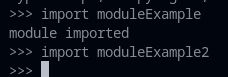 >>> import moduleExample
module imported
>>> import moduleExample2
>>>